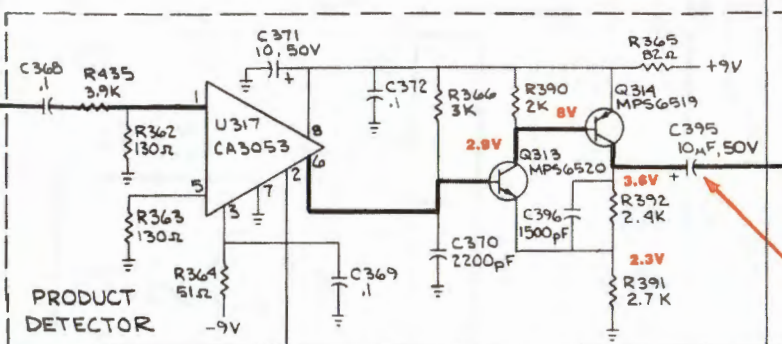 C368
.1
R435
3.9K
R362
130Ω
R363
130Ω
C371
10, 50V
+
1
U317
CA3053
8
6
2
5
3
7
R364
51Ω
-9V
C369
.1
C372
.1
R366
3K
C370
2200pF
R390
2K
2.9V
8V
Q313
MPS6520
Q314
MPS6519
R365
82Ω
+9V
C395
10μF, 50V
+
3.6V
C396
1500pF
R392
2.4K
2.3V
R391
2.7K
PRODUCT
DETECTOR